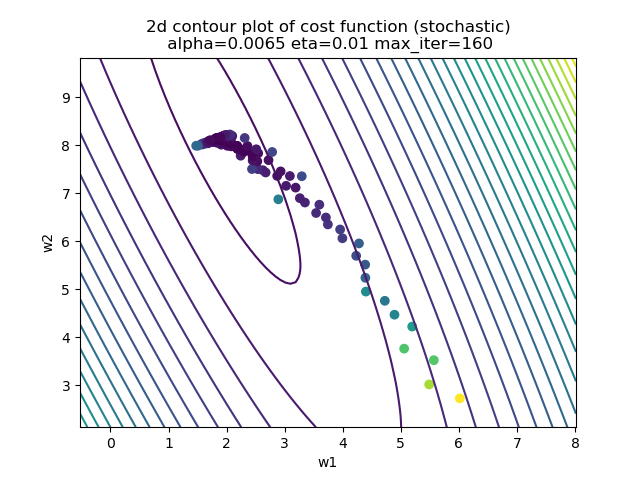 2d contour plot of cost function (stochastic)
alpha=0.0065 eta=0.01 max_iter=160
9
8
7
6
5
4
3
w2
0 1 2 3 4 5 6 7 8
w1